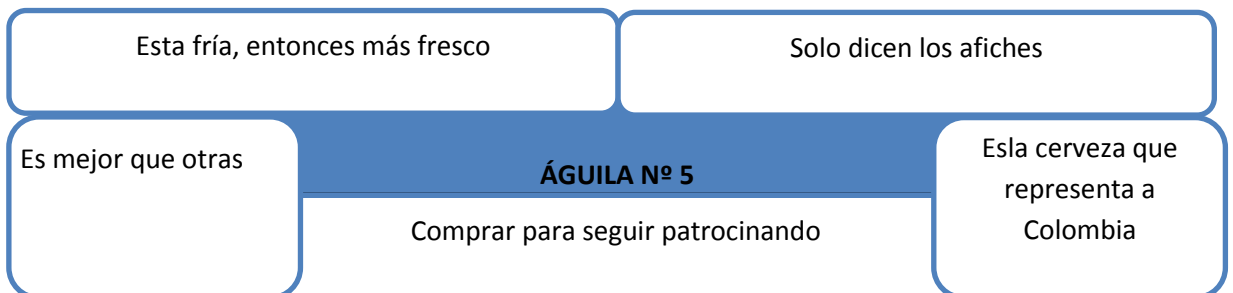 Esta fría, entonces más fresco
Solo dicen los afiches
Es mejor que otras
ÁGUILA Nº 5
Esla cerveza que
representa a
Colombia
Comprar para seguir patrocinando